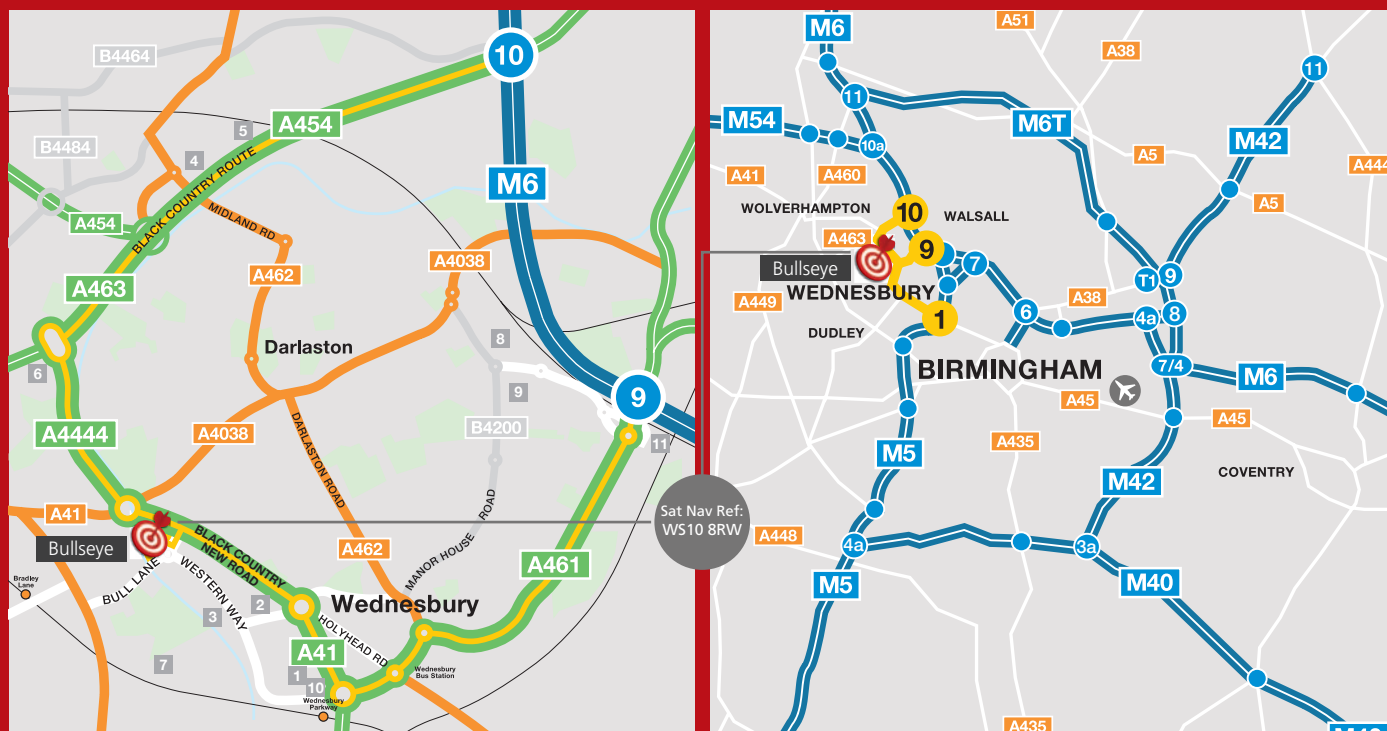 10
B4464
5
A454
B4484
4
BLACK COUNTRY ROUTE
M6
MIDLAND RD
A454
A4038
A462
A463
Darlaston
8
6
9
9
A4444
A4038
B4200
11
DARLASTON ROAD
A41
BLACK COUNTRY
NEW ROAD
Bullseye
A462
MANOR HOUSE ROAD
A461
Bradley
Lane
BULL LANE
WESTERN WAY
2
Wednesbury
3
HOLYHEAD RD
A41
7
1
10
Wednesbury
Bus Station
Wednesbury
Parkway
Sat Nav Ref:
WS10 8RW
M6
A51
A38
11
11
M54
M6T
M42
10a
A5
A444
A41
A460
A5
WOLVERHAMPTON
10
WALSALL
A463
9
Bullseye
7
T1
9
WEDNESBURY
A449
A38
1
6
4a
8
DUDLEY
BIRMINGHAM
7/4
M6
A45
A45
A435
M5
COVENTRY
M42
A448
4a
3a
M5
M40
A435
M40